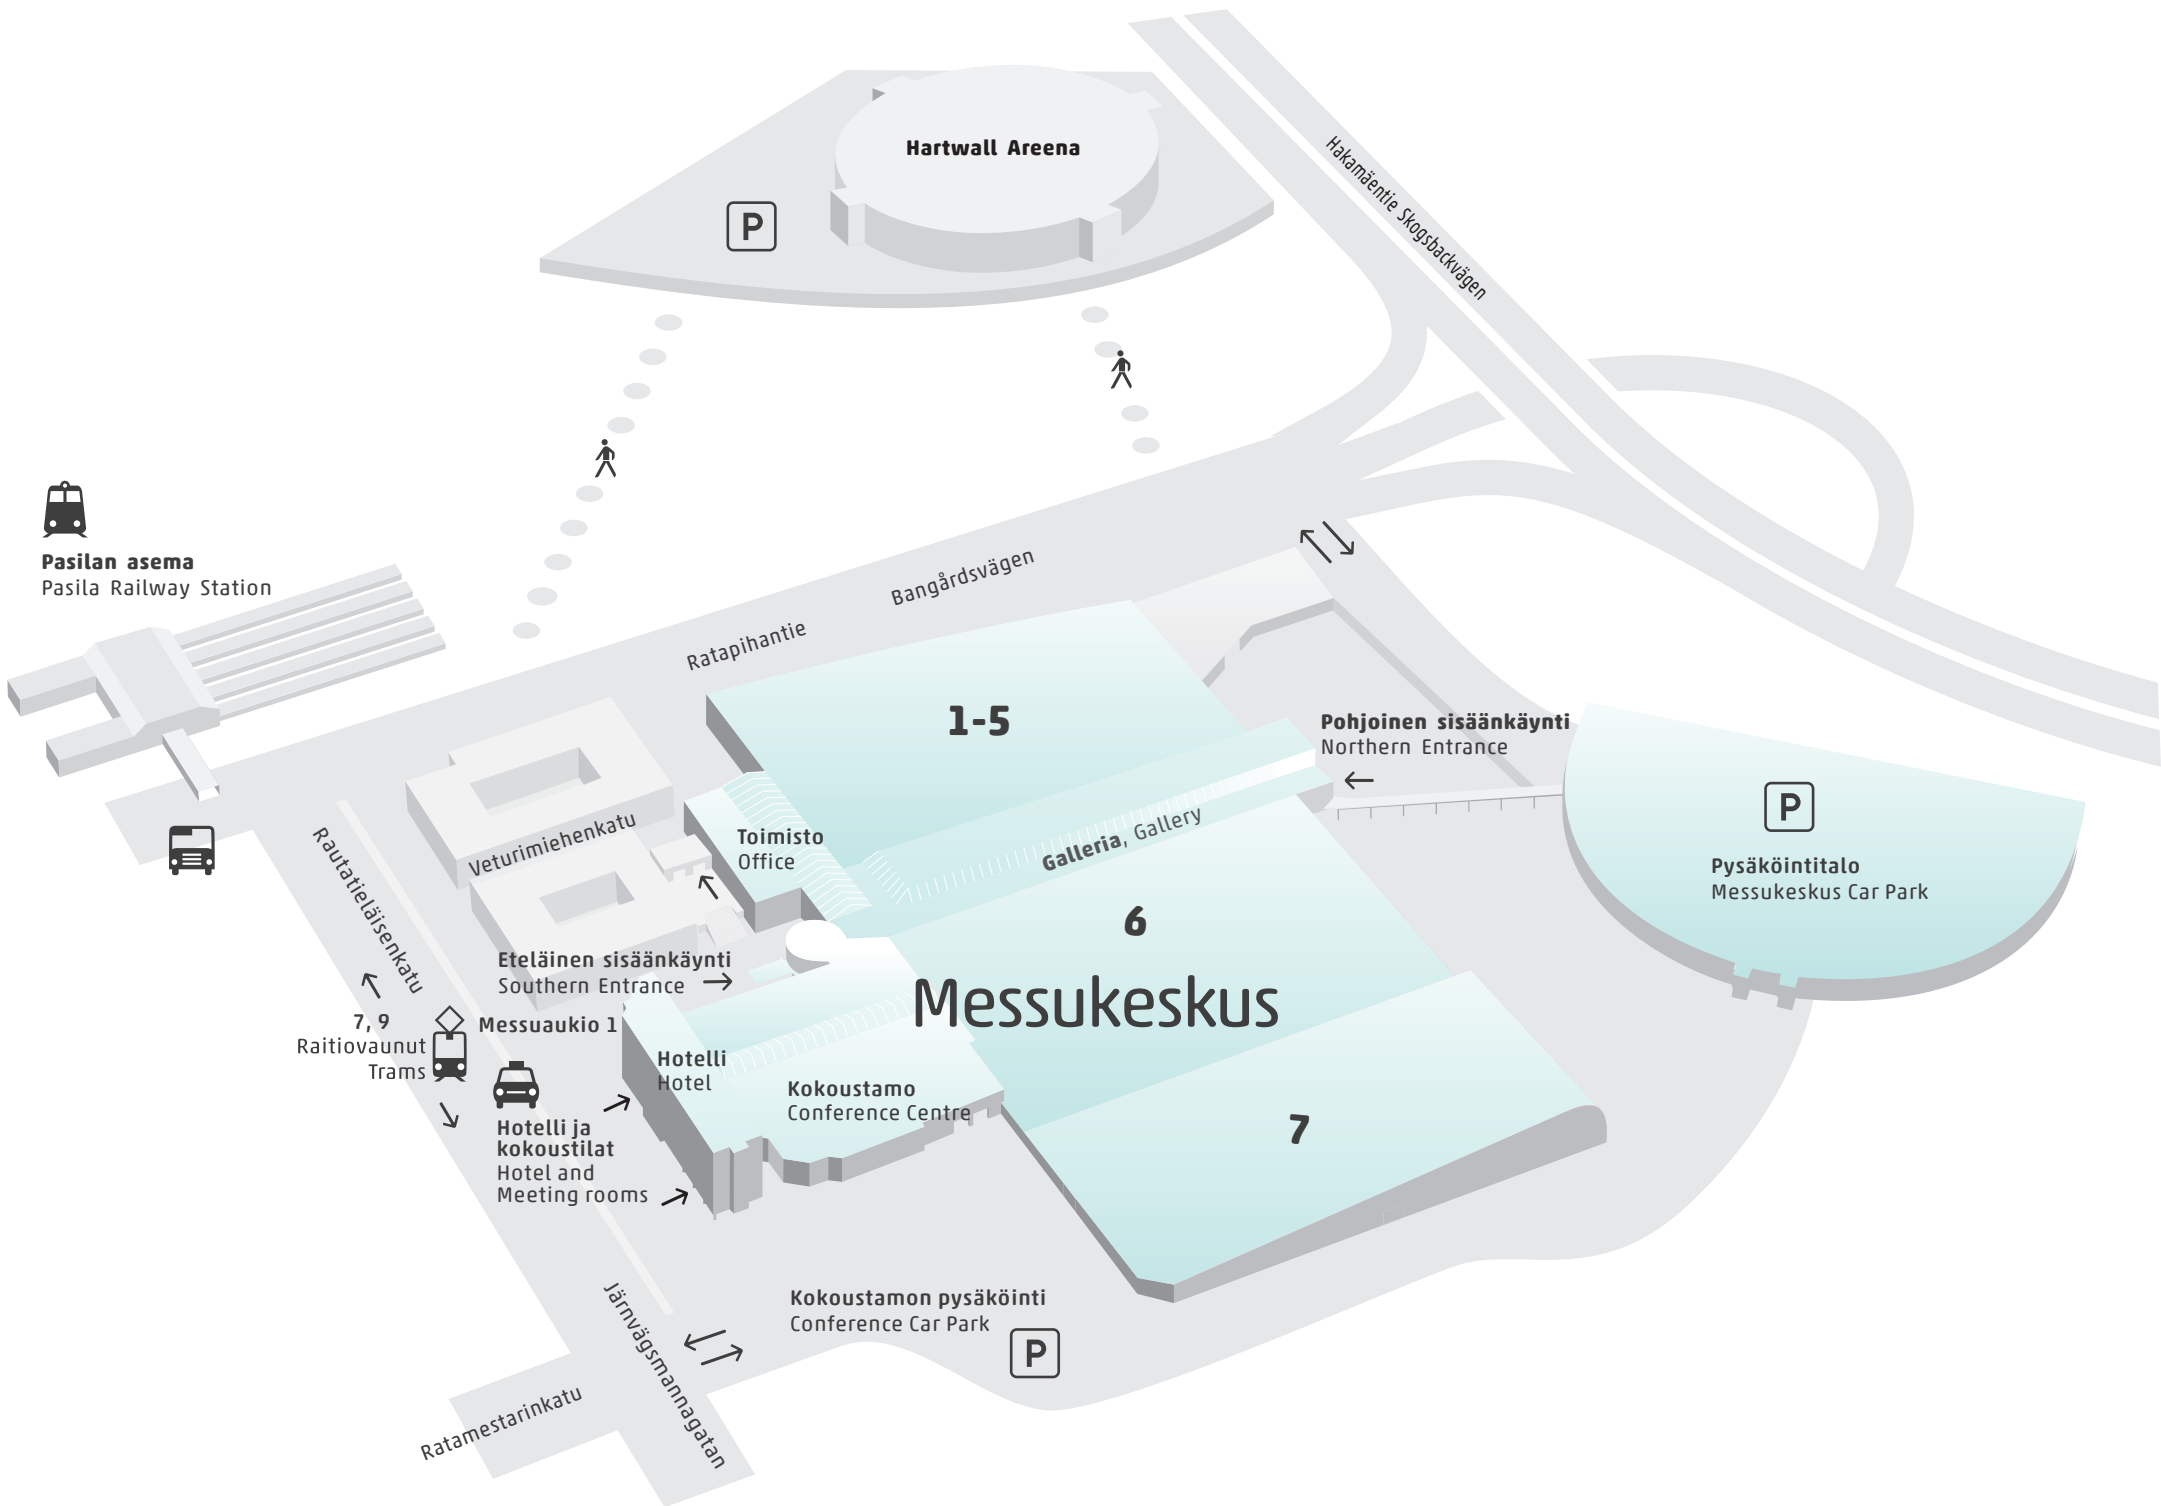 Hartwall Areena
P
Hakamäentie Skogsbackvägen
Pasilan asema
Pasila Railway Station
Ratapihantie
Bangårdsvägen
1-5
Pohjoinen sisäänkäynti
Northern Entrance
P
Pysäköintitalo
Messukeskus Car Park
Galleria, Gallery
Toimisto
Office
Veturimiehenkatu
Rautatieläisenkatu
6
Messukeskus
Eteläinen sisäänkäynti
Southern Entrance
7, 9
Raitiovaunut
Trams
Messuaukio 1
Hotelli
Hotel
Kokoustamo
Conference Centre
7
Hotelli ja
kokoustilat
Hotel and
Meeting rooms
Kokoustamon pysäköinti
Conference Car Park
P
Järnvägsmannagatan
Ratamestarinkatu